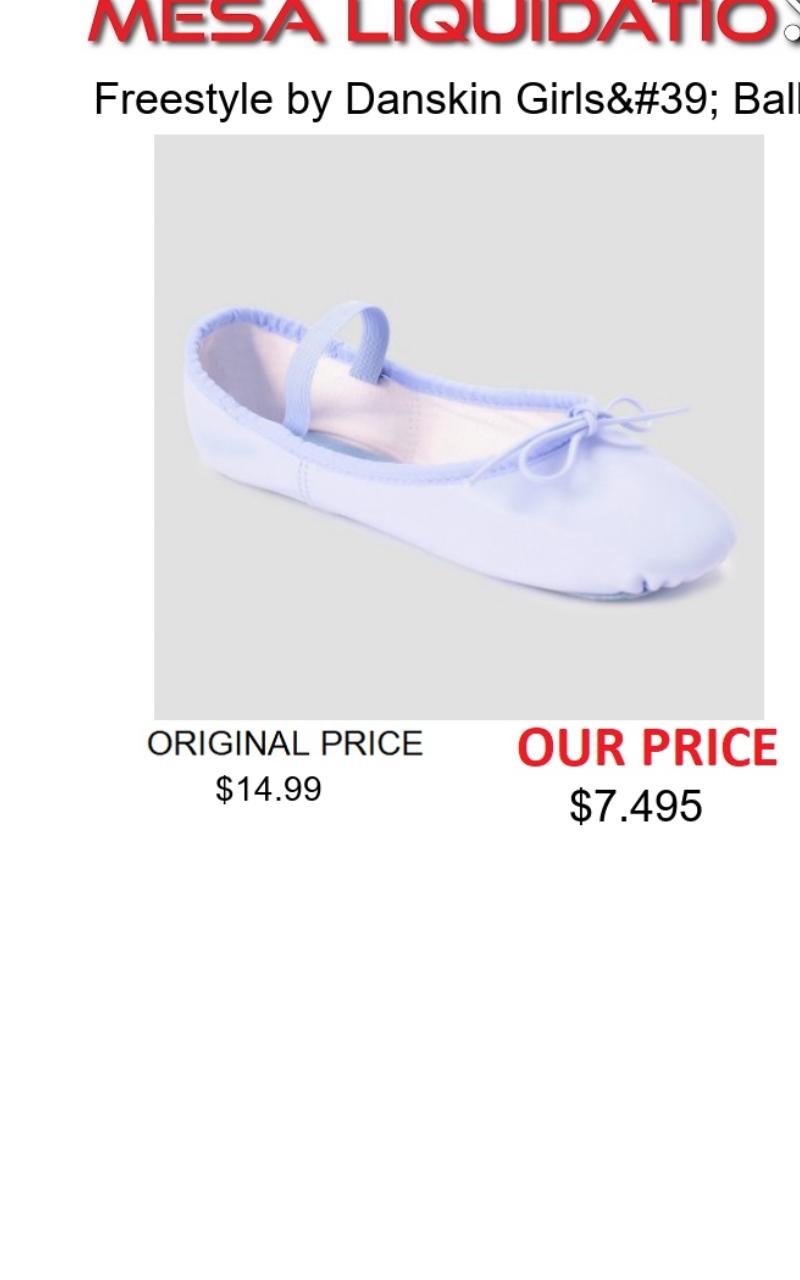 MESA LIQUIDATIO
Freestyle by Danskin Girls&#39; Ball
ORIGINAL PRICE
OUR PRICE
$14.99
$7.495